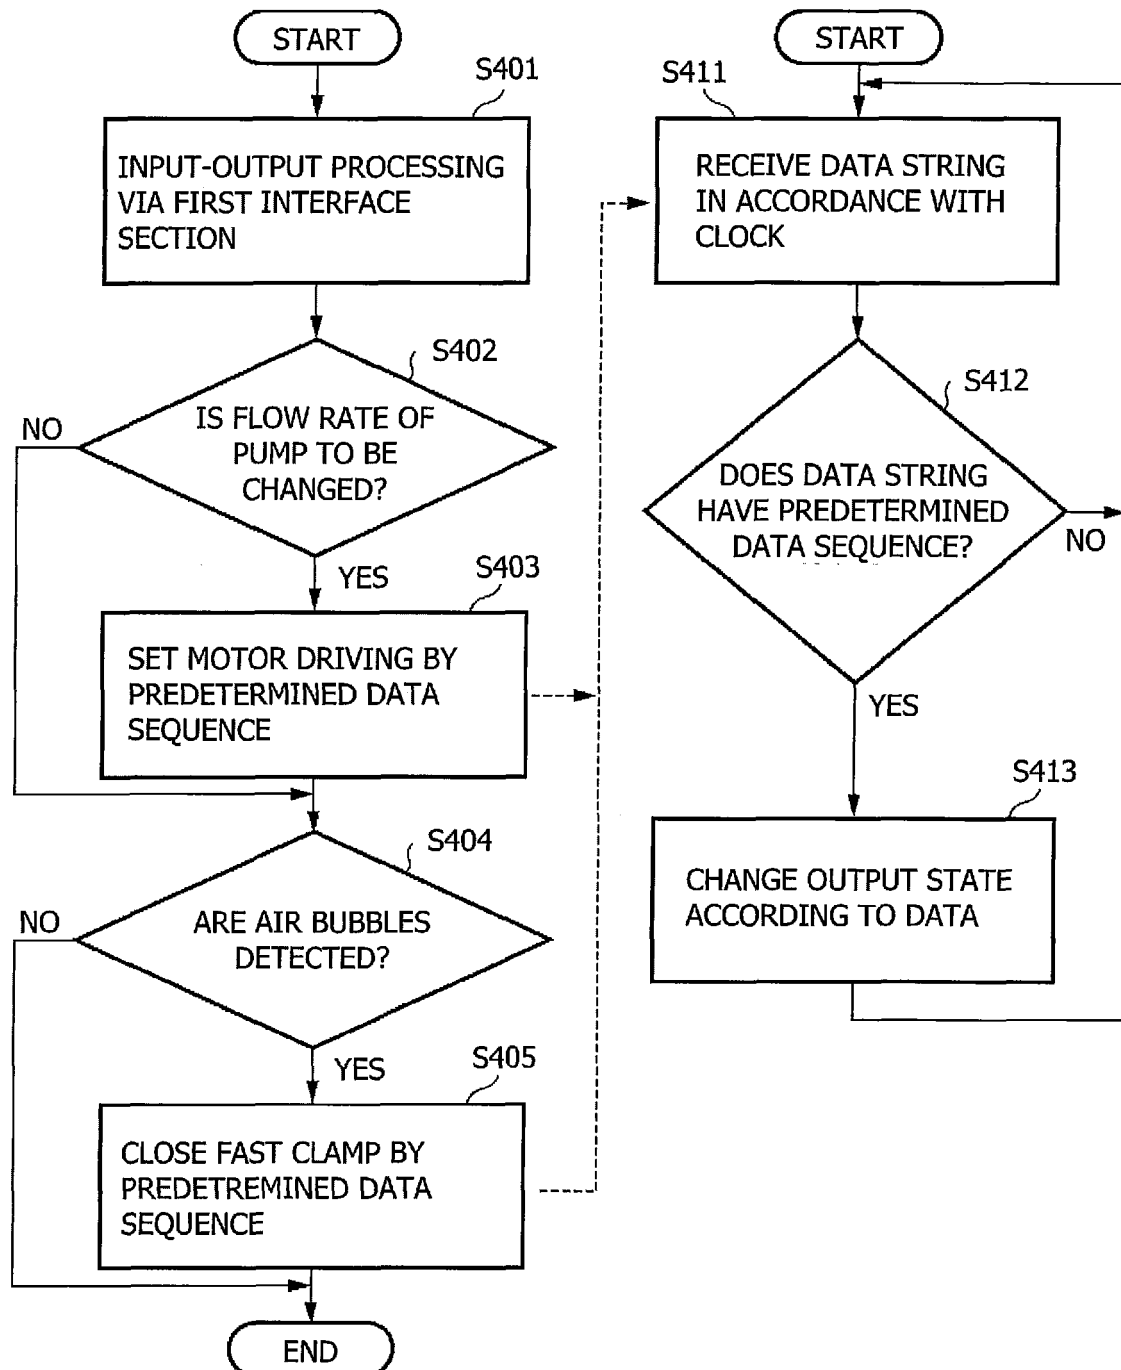 START
S401
INPUT-OUTPUT PROCESSING
VIA FIRST INTERFACE
SECTION
S402
IS FLOW RATE OF
PUMP TO BE
CHANGED?
NO
YES
S403
SET MOTOR DRIVING BY
PREDETERMINED DATA
SEQUENCE
S404
ARE AIR BUBBLES
DETECTED?
NO
YES
S405
CLOSE FAST CLAMP BY
PREDETREMINED DATA
SEQUENCE
END
START
S411
RECEIVE DATA STRING
IN ACCORDANCE WITH
CLOCK
S412
DOES DATA STRING
HAVE PREDETERMINED
DATA SEQUENCE?
NO
YES
S413
CHANGE OUTPUT STATE
ACCORDING TO DATA